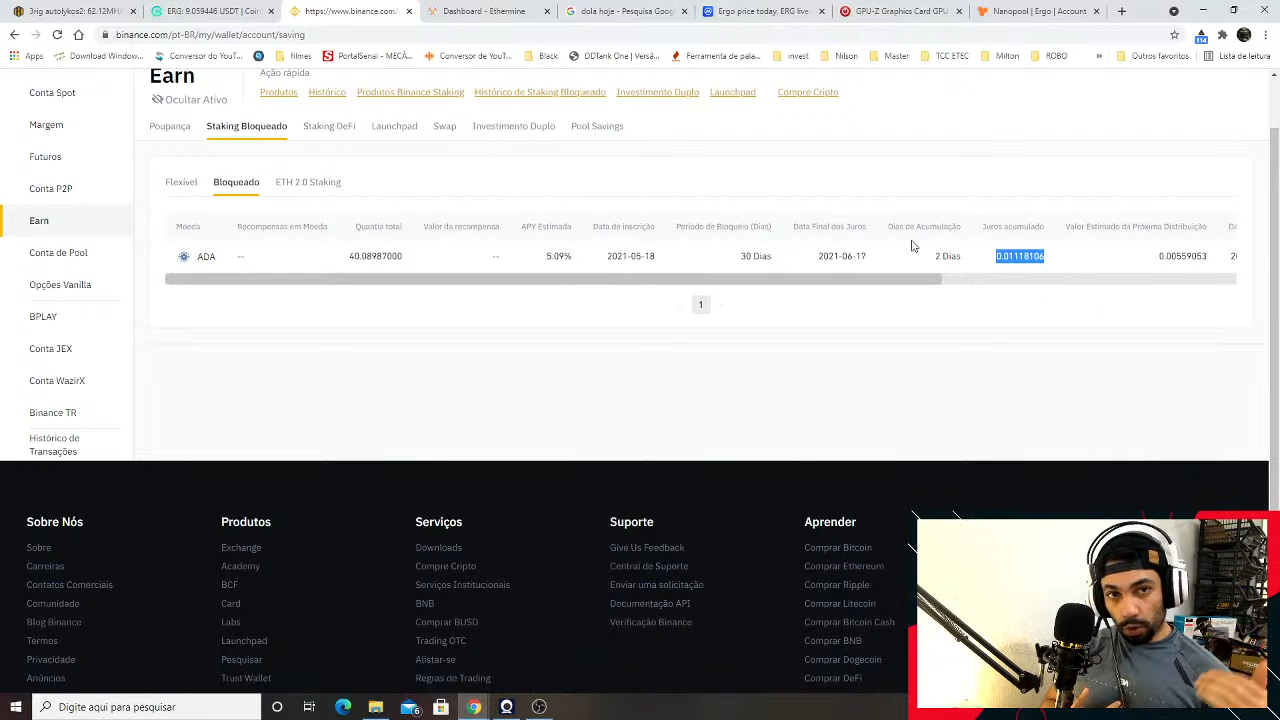 3rig autolykos2: 62.12MH/s
ERG: 9.059446 USDT | Coin
https://www.binance.com/
Dashboard - Ethermine
dola hoje - Pesquisa Goog
Ergo price today, ERG live
GPU-Z Graphics Card GPU
Nanopool | Ergo | Account
binance.com/pt-BR/my/wallet/account/saving
114
Apps
Download Window...
Conversor de YouT...
filmes
PortalSenai - MECÂ...
Conversor de YouT...
Black
DDTank One | Versã...
Ferramenta de pala...
invest
Nilson
Master
TCC ETEC
Milton
ROBO
»
Outros favoritos
Lista de leitura
Earn
Ocultar Ativo
Ação rápida
Produtos
Histórico
Produtos Binance Staking
Histórico de Staking Bloqueado
Investimento Duplo
Launchpad
Compre Cripto
Poupança
Staking Bloqueado
Staking DeFi
Launchpad
Swap
Investimento Duplo
Pool Savings
Conta Spot
Margem
Futuros
Conta P2P
Earn
Conta de Pool
Opções Vanilla
BPLAY
Conta JEX
Conta WazirX
Binance TR
Histórico de
Transações
Flexível
Bloqueado
ETH 2.0 Staking
Moeda
Recompensas em Moeda
Quantia total
Valor da recompensa
APY Estimada
Data de inscrição
Período de Bloqueio (Dias)
Data Final dos Juros
Dias de Acumulação
Juros acumulado
Valor Estimado da Próxima Distribuição
Da
ADA
--
40.08987000
--
5.09%
2021-05-18
30 Dias
2021-06-17
2 Dias
0.01118106
0.00559053
20
1
Sobre Nós
Sobre
Carreiras
Contatos Comerciais
Comunidade
Blog Binance
Termos
Privacidade
Anúncios
Produtos
Exchange
Academy
BCF
Card
Labs
Launchpad
Pesquisar
Trust Wallet
Serviços
Downloads
Compre Cripto
Serviços Institucionais
BNB
Comprar BUSD
Trading OTC
Alistar-se
Regras de Trading
Suporte
Give Us Feedback
Central de Suporte
Enviar uma solicitação
Documentação API
Verificação Binance
Aprender
Comprar Bitcoin
Comprar Ethereum
Comprar Ripple
Comprar Litecoin
Comprar Bitcoin Cash
Comprar BNB
Comprar Dogecoin
Comprar DeFi
Digite aqui para pesquisar
6